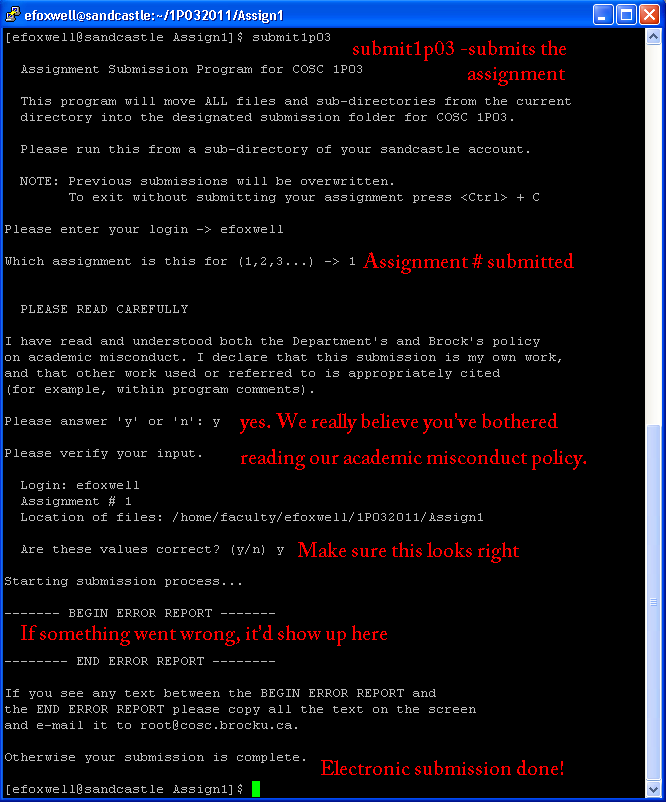 efoxwell@sandcastle:~/1P032011/Assign1
[efoxwell@sandcastle Assign1]$ submit1p03
submit1p03 -submits the
assignment
Assignment Submission Program for COSC 1P03
This program will move ALL files and sub-directories from the current
directory into the designated submission folder for COSC 1P03.
Please run this from a sub-directory of your sandcastle account.
NOTE: Previous submissions will be overwritten.
To exit without submitting your assignment press <Ctrl> + C
Please enter your login -> efoxwell
Which assignment is this for (1,2,3...) -> 1 Assignment # submitted
PLEASE READ CAREFULLY
I have read and understood both the Department's and Brock's policy
on academic misconduct. I declare that this submission is my own work,
and that other work used or referred to is appropriately cited
(for example, within program comments).
Please answer 'y' or 'n': y yes. We really believe you've bothered
Please verify your input. reading our academic misconduct policy.
Login: efoxwell
Assignment # 1
Location of files: /home/faculty/efoxwell/1P032011/Assign1
Are these values correct? (y/n) y Make sure this looks right
Starting submission process...
------- BEGIN ERROR REPORT -------
If something went wrong, it'd show up here
-------- END ERROR REPORT --------
If you see any text between the BEGIN ERROR REPORT and
the END ERROR REPORT please copy all the text on the screen
and e-mail it to root@cosc.brocku.ca.
Otherwise your submission is complete.
Electronic submission done!
[efoxwell@sandcastle Assign1]$